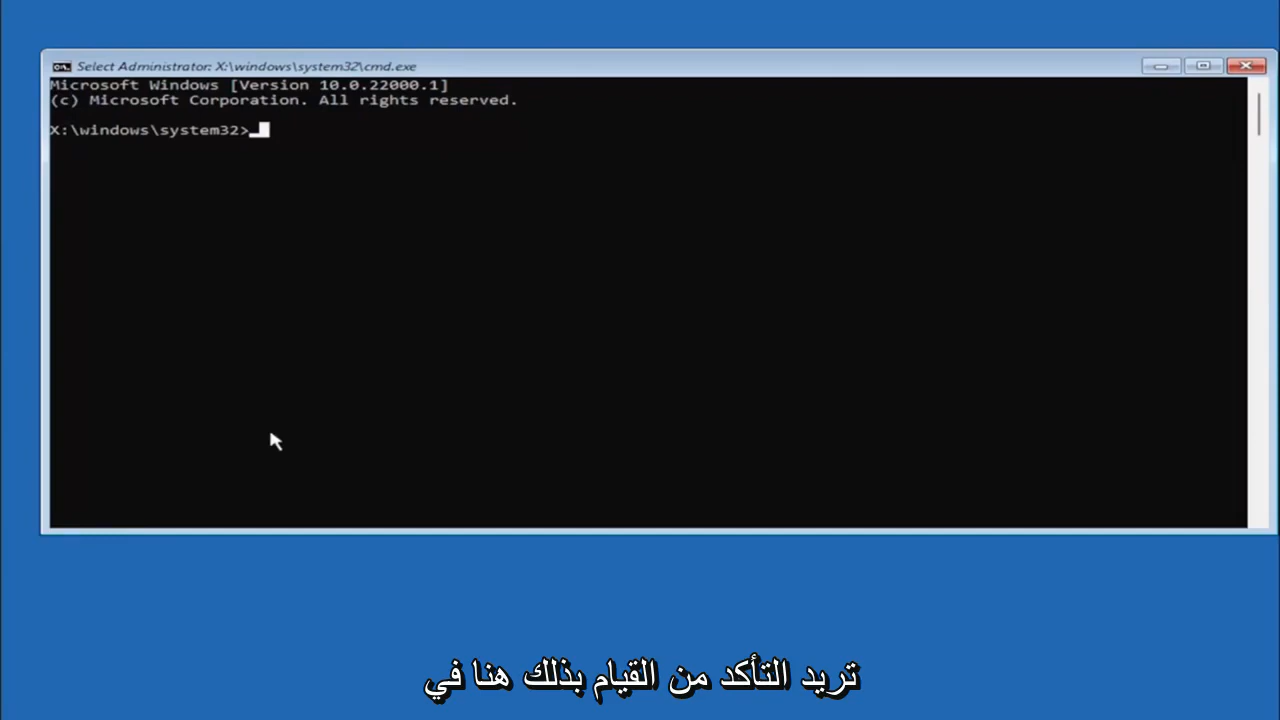 Select Administrator: X:\windows\system32\cmd.exe
Microsoft Windows [Version 10.0.22000.1]
(c) Microsoft Corporation. All rights reserved.
X:\windows\system32>
تريد التأكد من القيام بذلك هنا في